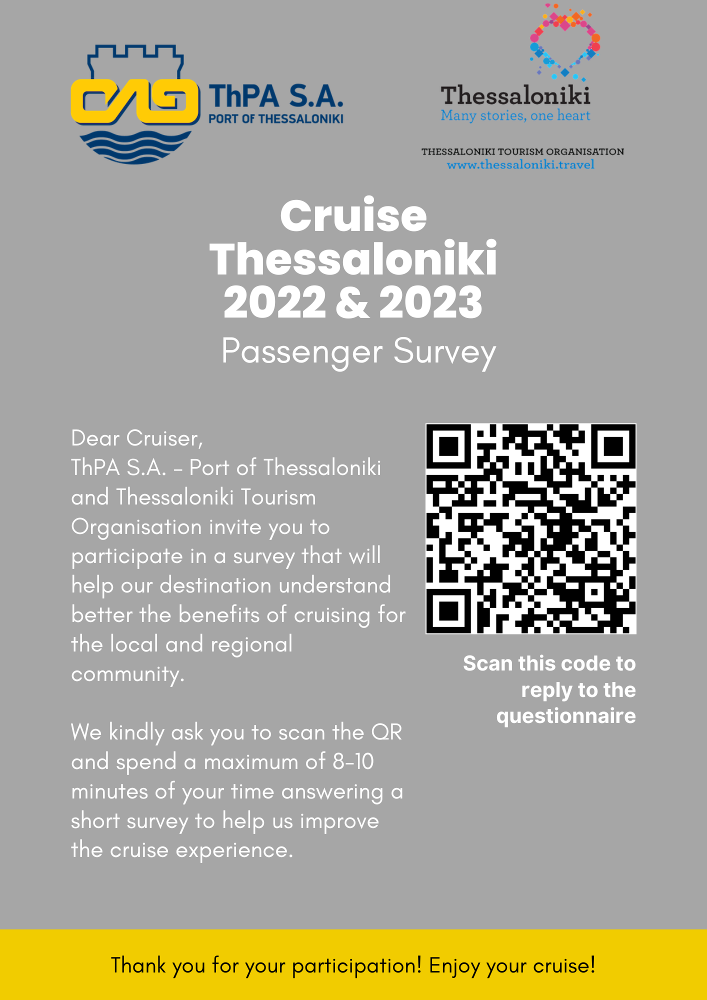 ThPA S.A.
PORT OF THESSALONIKI
Thessaloniki
Many stories, one heart
THESSALONIKI TOURISM ORGANISATION
www.thessaloniki.travel
Cruise
Thessaloniki
2022 & 2023
Passenger Survey
Dear Cruiser,
ThPA S.A. - Port of Thessaloniki
and Thessaloniki Tourism
Organisation invite you to
participate in a survey that will
help our destination understand
better the benefits of cruising for
the local and regional
community.
We kindly ask you to scan the QR
and spend a maximum of 8-10
minutes of your time answering a
short survey to help us improve
the cruise experience.
Scan this code to
reply to the
questionnaire
Thank you for your participation! Enjoy your cruise!